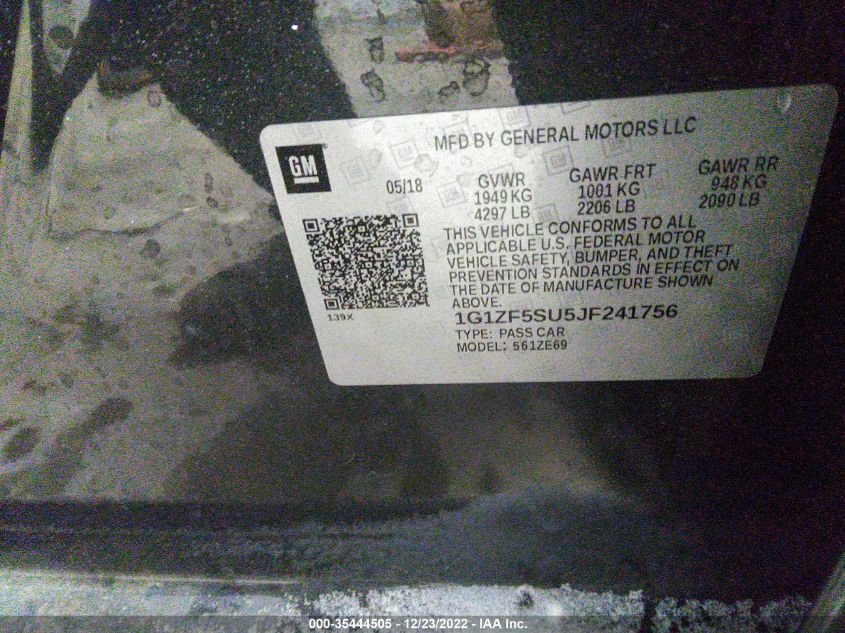 MFD BY GENERAL MOTORS LLC
GM
05/18
GVWR
1949 KG
4297 LB
GAWR FRT
1001 KG
2206 LB
GAWR RR
948 KG
2090 LB
THIS VEHICLE CONFORMS TO ALL
APPLICABLE U.S. FEDERAL MOTOR
VEHICLE SAFETY, BUMPER, AND THEFT
PREVENTION STANDARDS IN EFFECT ON
THE DATE OF MANUFACTURE SHOWN
ABOVE.
139X
1G1ZF5SU5JF241756
TYPE: PASS CAR
MODEL: 561ZE69
000-35444505 - 12/23/2022 - IAA Inc.